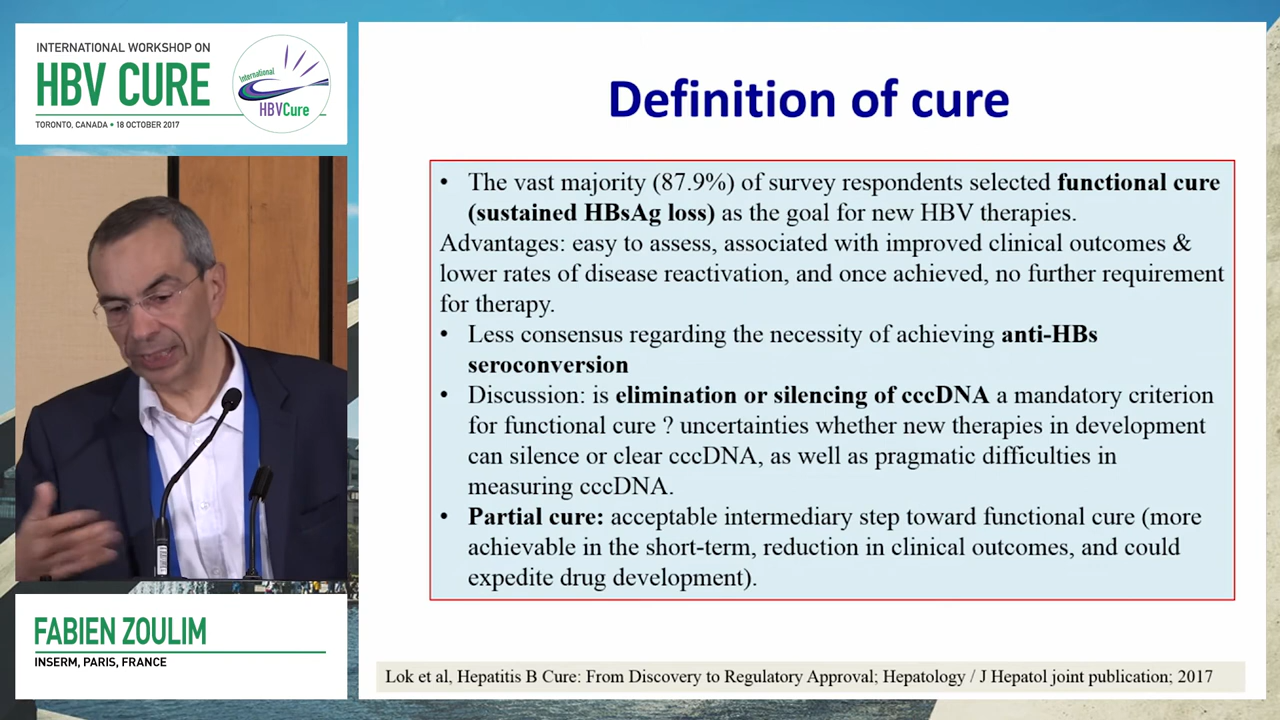 INTERNATIONAL WORKSHOP ON
HBV CURE
TORONTO, CANADA • 18 OCTOBER 2017
International
HBVCure
FABIEN ZOULIM
INSERM, PARIS, FRANCE
Definition of cure
• The vast majority (87.9%) of survey respondents selected functional cure
(sustained HBsAg loss) as the goal for new HBV therapies.
Advantages: easy to assess, associated with improved clinical outcomes &
lower rates of disease reactivation, and once achieved, no further requirement
for therapy.
• Less consensus regarding the necessity of achieving anti-HBs
seroconversion
• Discussion: is elimination or silencing of cccDNA a mandatory criterion
for functional cure ? uncertainties whether new therapies in development
can silence or clear cccDNA, as well as pragmatic difficulties in
measuring cccDNA.
• Partial cure: acceptable intermediary step toward functional cure (more
achievable in the short-term, reduction in clinical outcomes, and could
expedite drug development).
Lok et al, Hepatitis B Cure: From Discovery to Regulatory Approval; Hepatology / J Hepatol joint publication; 2017